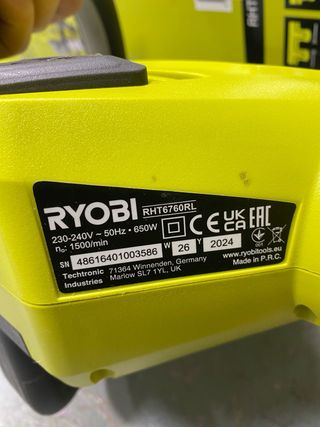 RYOBI RHT6760RL
230-240V ~ 50Hz • 650W
n₀: 1500/min
CE UK CA EAC
SN 48616401003586 W 26 Y 2024
Techtronic Industries
71364 Winnenden, Germany
Marlow SL7 1YL, UK
www.ryobitools.eu
Made in P.R.C.